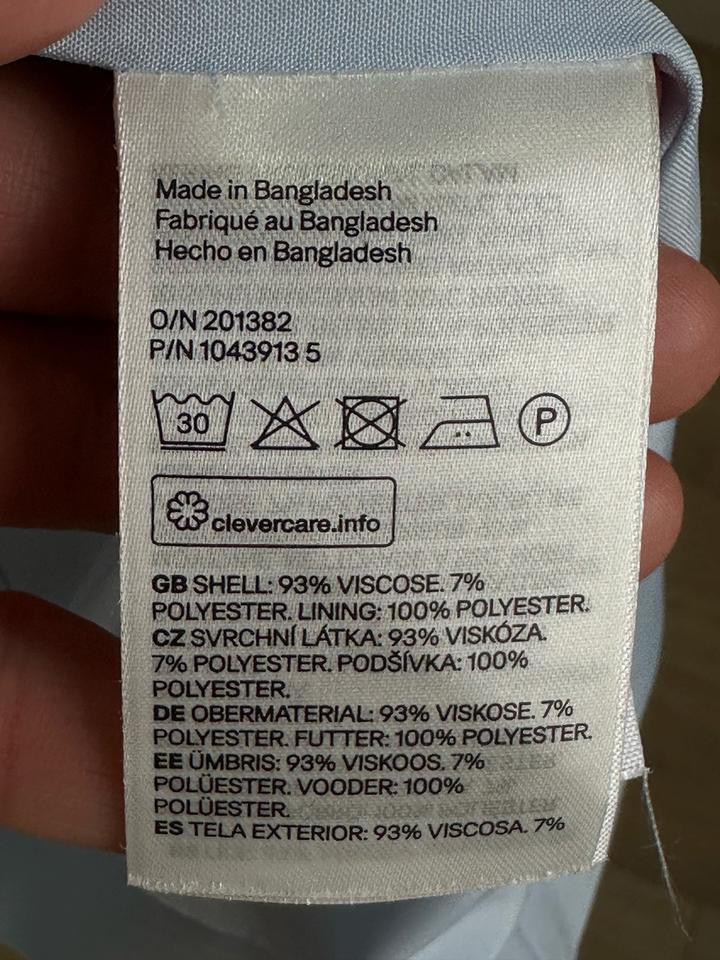 Made in Bangladesh
Fabriqué au Bangladesh
Hecho en Bangladesh
O/N 201382
P/N 1043913 5
30
P
clevercare.info
GB SHELL: 93% VISCOSE. 7%
POLYESTER. LINING: 100% POLYESTER.
CZ SVRCHNÍ LÁTKA: 93% VISKÓZA.
7% POLYESTER. PODŠÍVKA: 100%
POLYESTER.
DE OBERMATERIAL: 93% VISKOSE. 7%
POLYESTER. FUTTER: 100% POLYESTER.
EE ÜMBRIS: 93% VISKOOS. 7%
POLÜESTER. VOODER: 100%
POLÜESTER.
ES TELA EXTERIOR: 93% VISCOSA. 7%